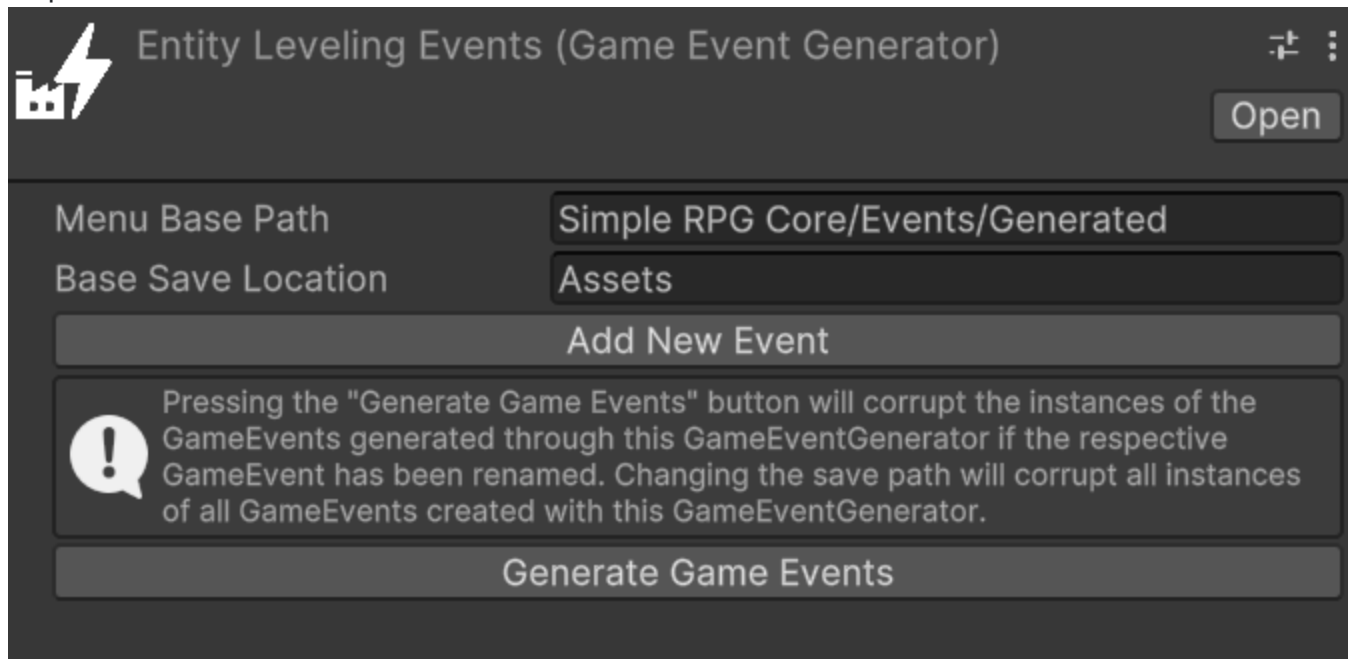 Entity Leveling Events (Game Event Generator)
Open
Menu Base Path Simple RPG Core/Events/Generated
Base Save Location Assets
Add New Event
Pressing the "Generate Game Events" button will corrupt the instances of the
GameEvents generated through this GameEventGenerator if the respective
GameEvent has been renamed. Changing the save path will corrupt all instances
of all GameEvents created with this GameEventGenerator.
Generate Game Events